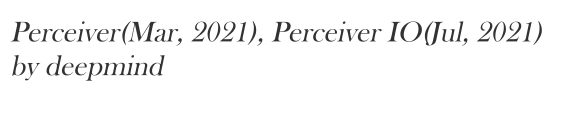 Perceiver(Mar, 2021), Perceiver IO(Jul, 2021)
by deepmind